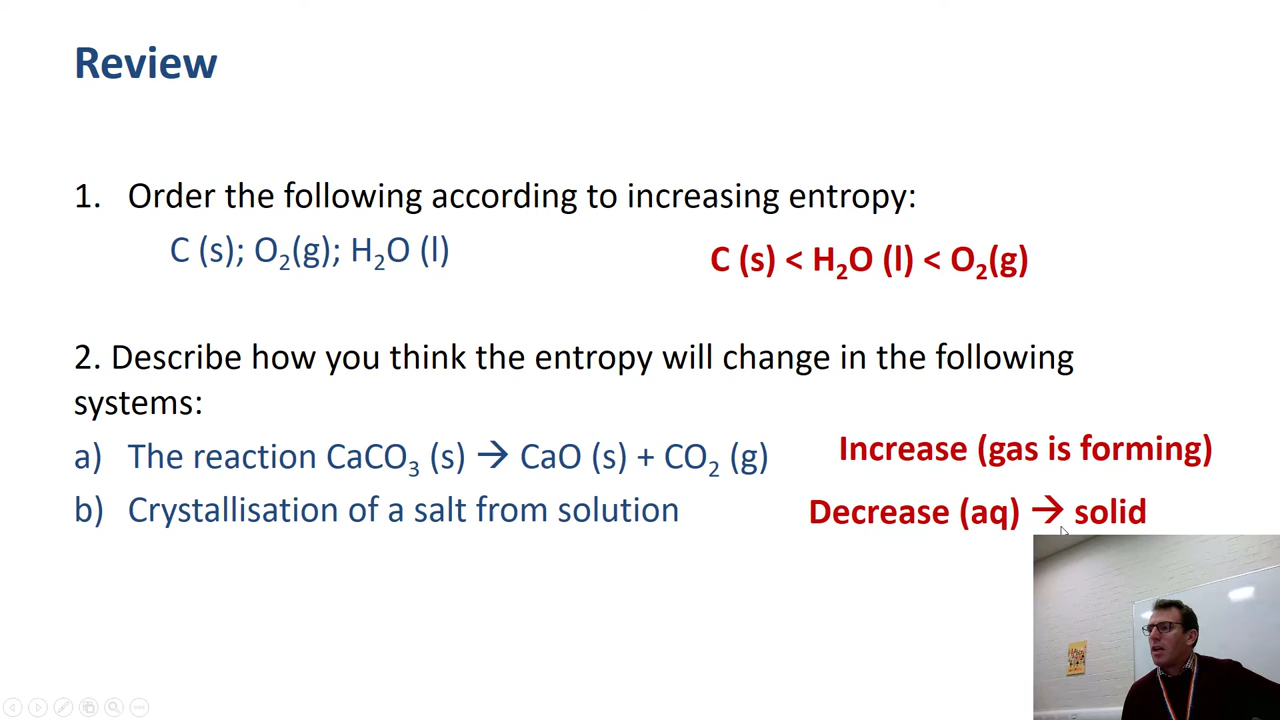 Review
1. Order the following according to increasing entropy:
C (s); O₂(g); H₂O (l)
C (s) < H₂O (l) < O₂(g)
2. Describe how you think the entropy will change in the following
systems:
a) The reaction CaCO₃ (s) → CaO (s) + CO₂ (g)
Increase (gas is forming)
b) Crystallisation of a salt from solution
Decrease (aq) → solid